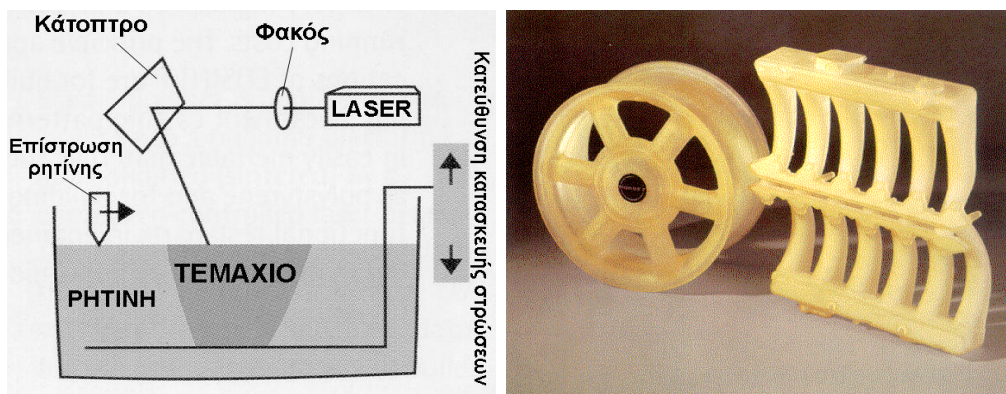 Κάτοπτρο
Φακός
LASER
Επίστρωση
ρητίνης
ΤΕΜΑΧΙΟ
ΡΗΤΙΝΗ
Κατεύθυνση κατασκευής στρώσεων